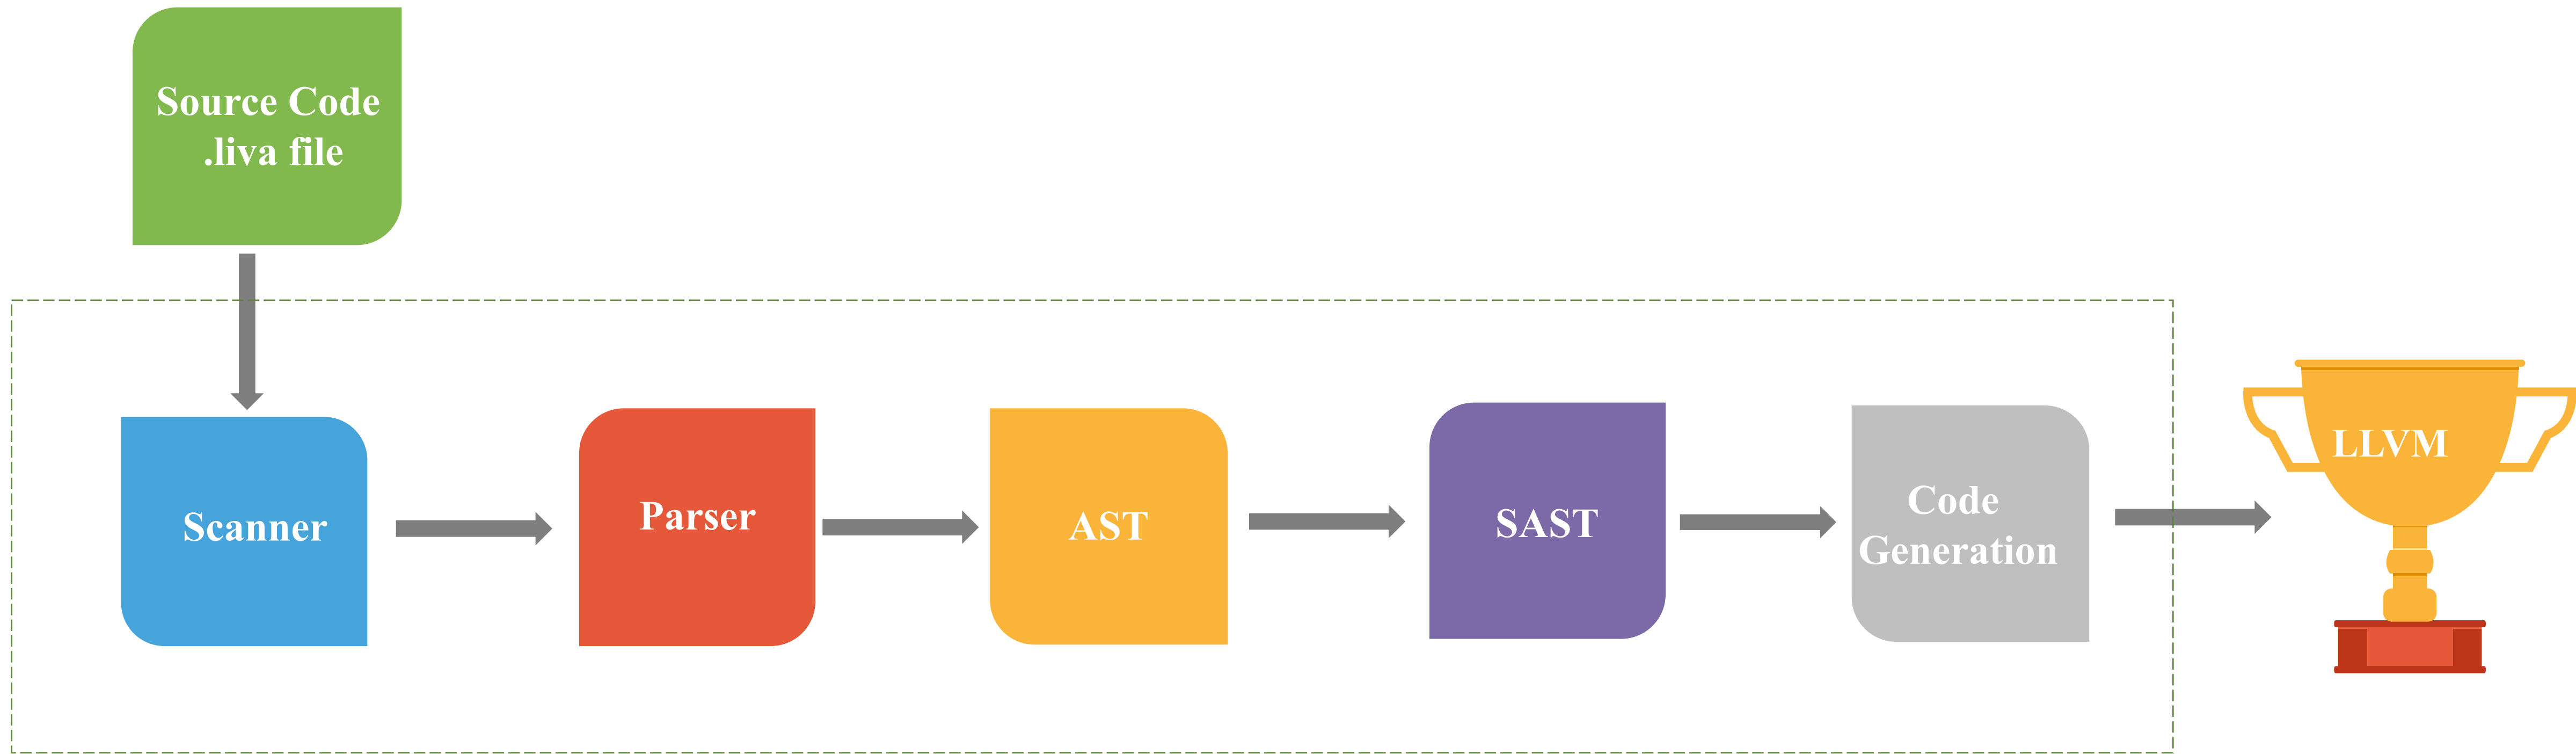 Source Code
.liva file
Scanner
Parser
AST
SAST
Code
Generation
LLVM